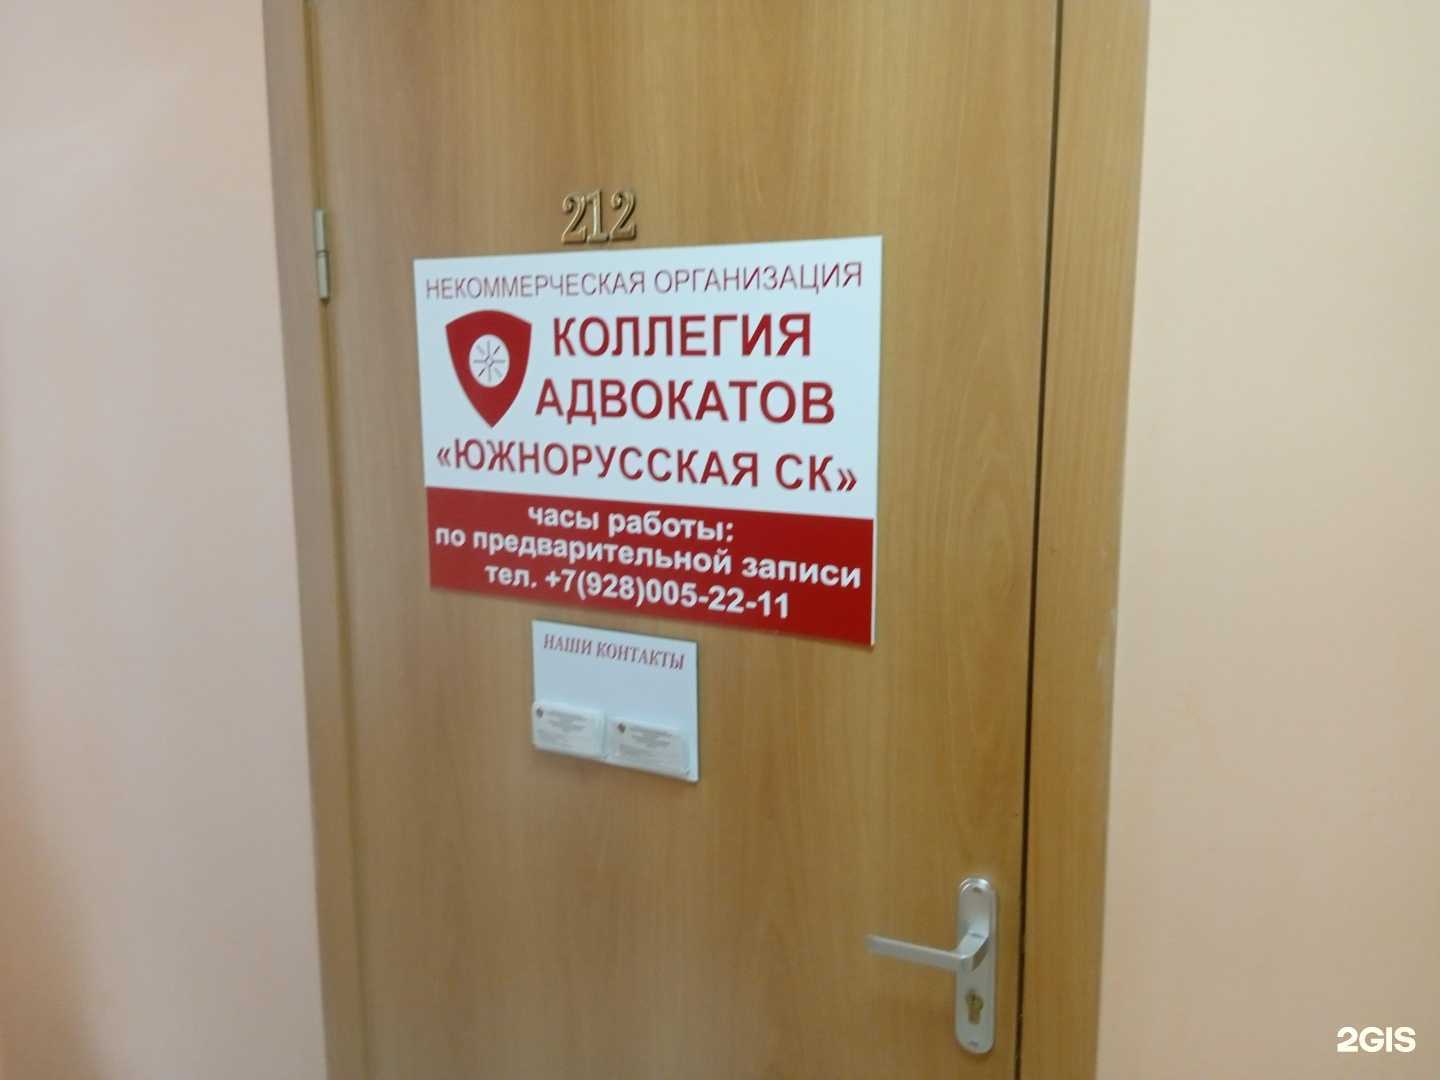 212
НЕКОММЕРЧЕСКАЯ ОРГАНИЗАЦИЯ
КОЛЛЕГИЯ
АДВОКАТОВ
«ЮЖНОРУССКАЯ СК»
часы работы:
по предварительной записи
тел. +7(928)005-22-11
НАШИ КОНТАКТЫ
2GIS